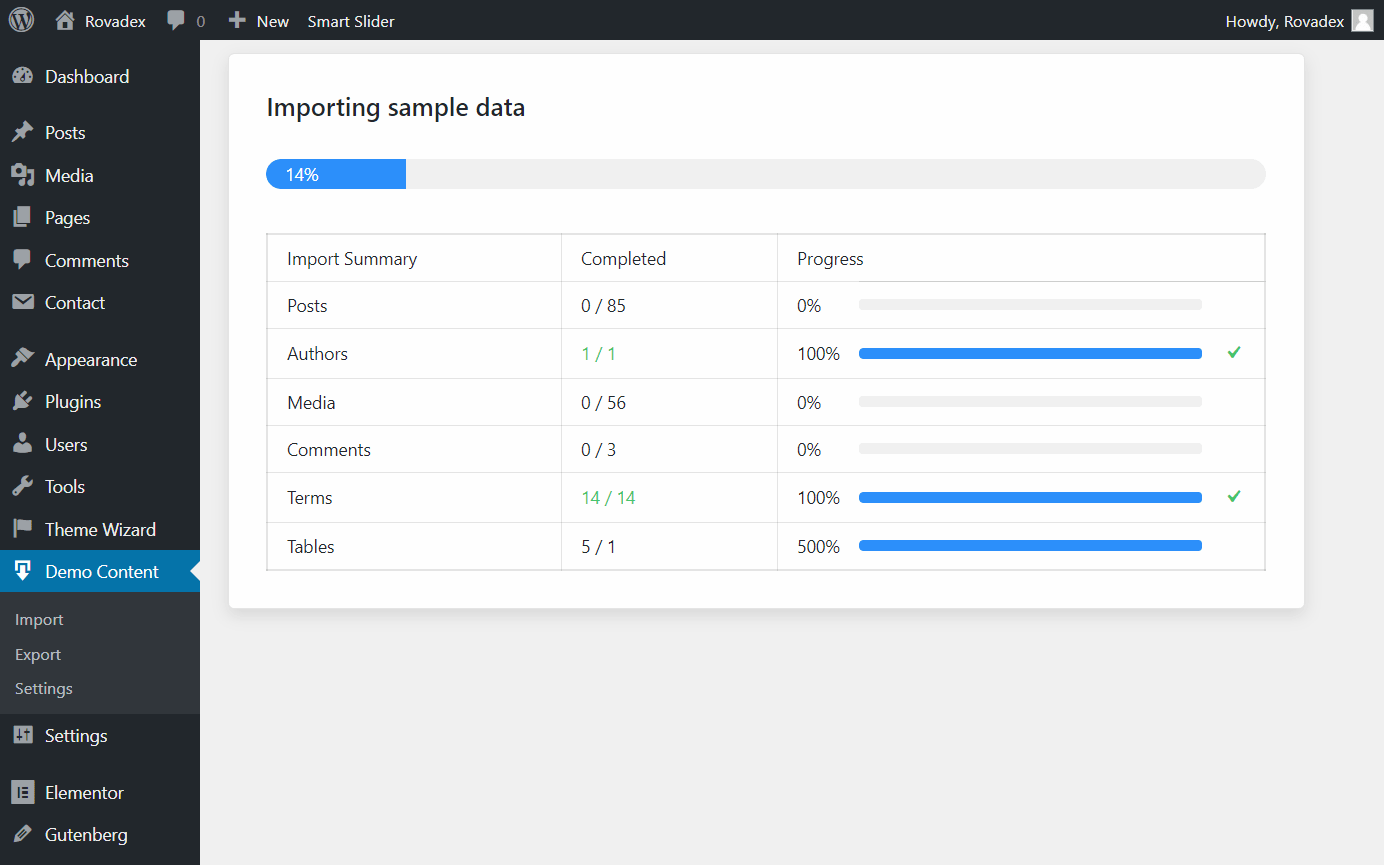 Rovadex 0 New Smart Slider Howdy, Rovadex
Dashboard
Posts
Media
Pages
Comments
Contact
Appearance
Plugins
Users
Tools
Theme Wizard
Demo Content
Import
Export
Settings
Settings
Elementor
Gutenberg
Importing sample data
14%
Import Summary Completed Progress
Posts 0 / 85 0%
Authors 1 / 1 100%
Media 0 / 56 0%
Comments 0 / 3 0%
Terms 14 / 14 100%
Tables 5 / 1 500%